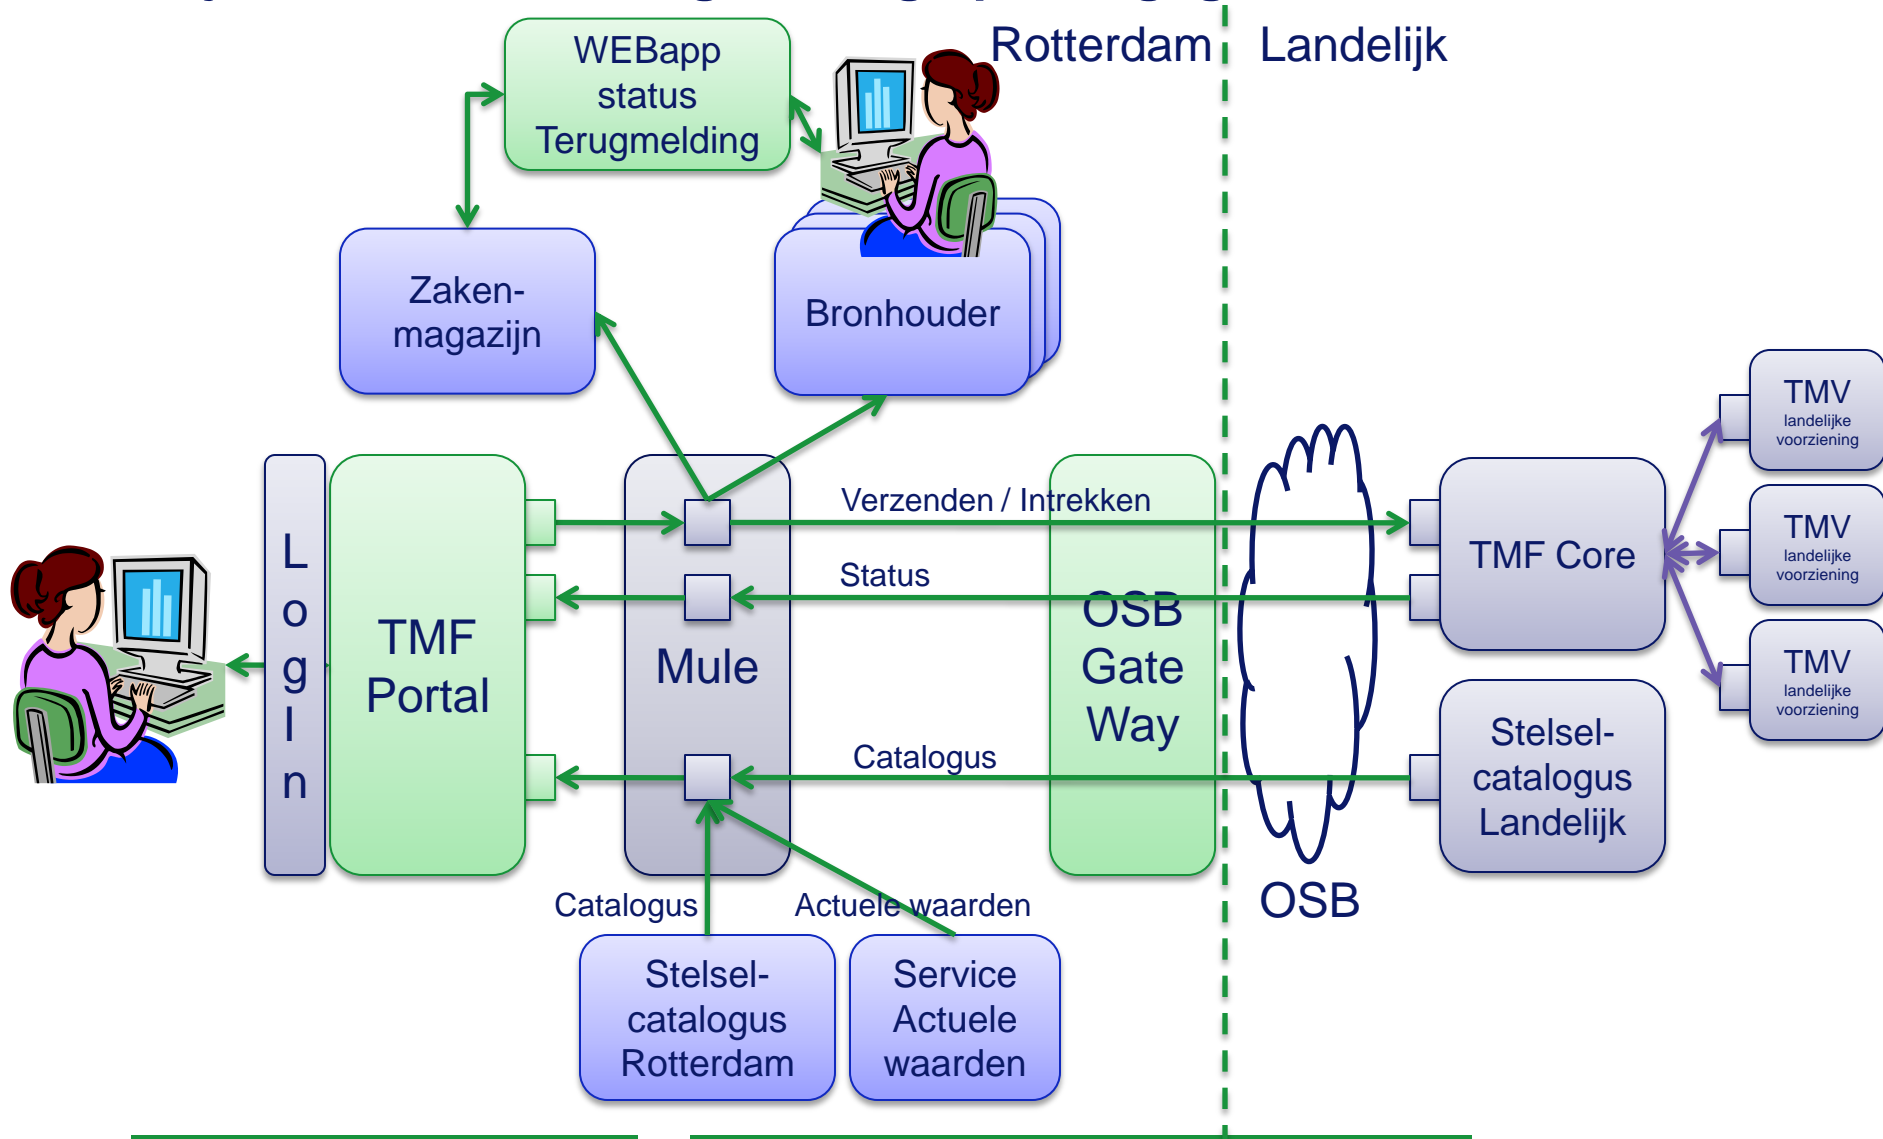 Rotterdam
Landelijk
WEBapp
status
Terugmelding
Zaken-
magazijn
Bronhouder
TMV
landelijke
voorziening
TMV
landelijke
voorziening
TMV
landelijke
voorziening
L
o
g
I
n
TMF
Portal
Mule
Verzenden / Intrekken
Status
Catalogus
OSB
Gate
Way
TMF Core
Stelsel-
catalogus
Landelijk
OSB
Catalogus
Actuele waarden
Stelsel-
catalogus
Rotterdam
Service
Actuele
waarden